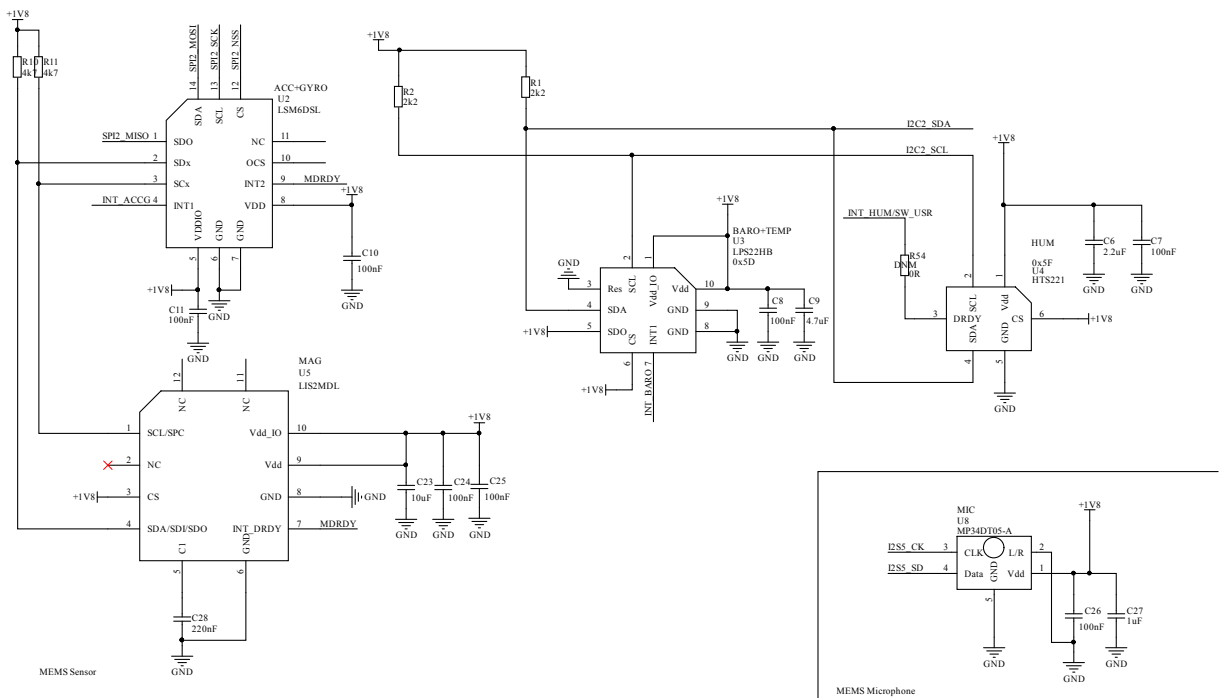 +1V8
R10
4k7
R11
4k7
SPI2_MOSI
SPI2_SCK
SPI2_NSS
14
13
12
ACC+GYRO
U2
LSM6DSL
SDA
SCL
CS
SPI2_MISO 1
SDO
NC
11
2
SDx
OCS
10
3
SCx
INT2
9
MDRDY
INT_ACCG 4
INT1
VDD
8
+1V8
VDDIO
GND
GND
5
6
7
C10
100nF
GND
+1V8
C11
100nF
GND
GND
MAG
U5
LIS2MDL
12
11
NC
NC
1
SCL/SPC
Vdd_IO
10
+1V8
2
NC
Vdd
9
+1V8
3
CS
GND
8
GND
4
SDA/SDI/SDO
INT_DRDY
7
MDRDY
C1
GND
5
6
C23
10uF
C24
100nF
C25
100nF
GND
GND
GND
C28
220nF
GND
MEMS Sensor
+1V8
R2
2k2
R1
2k2
I2C2_SDA
I2C2_SCL
+1V8
BARO+TEMP
U3
LPS22HB
0x5D
2
1
GND
3
Res
SCL
Vdd_IO
Vdd
10
4
SDA
GND
9
+1V8
5
SDO
GND
8
CS
INT1
6
INT_BARO 7
+1V8
C8
100nF
C9
4.7uF
GND
GND
GND
+1V8
INT_HUM/SW_USR
R54
DNM
0R
HUM
0x5F
U4
HTS221
C6
2.2uF
C7
100nF
GND
GND
2
1
SCL
Vdd
3
DRDY
CS
6
+1V8
SDA
GND
4
5
GND
MIC
U8
MP34DT05-A
+1V8
I2S5_CK
3
CLK
L/R
2
I2S5_SD
4
Data
GND
Vdd
1
5
C26
100nF
C27
1uF
GND
GND
GND
MEMS Microphone